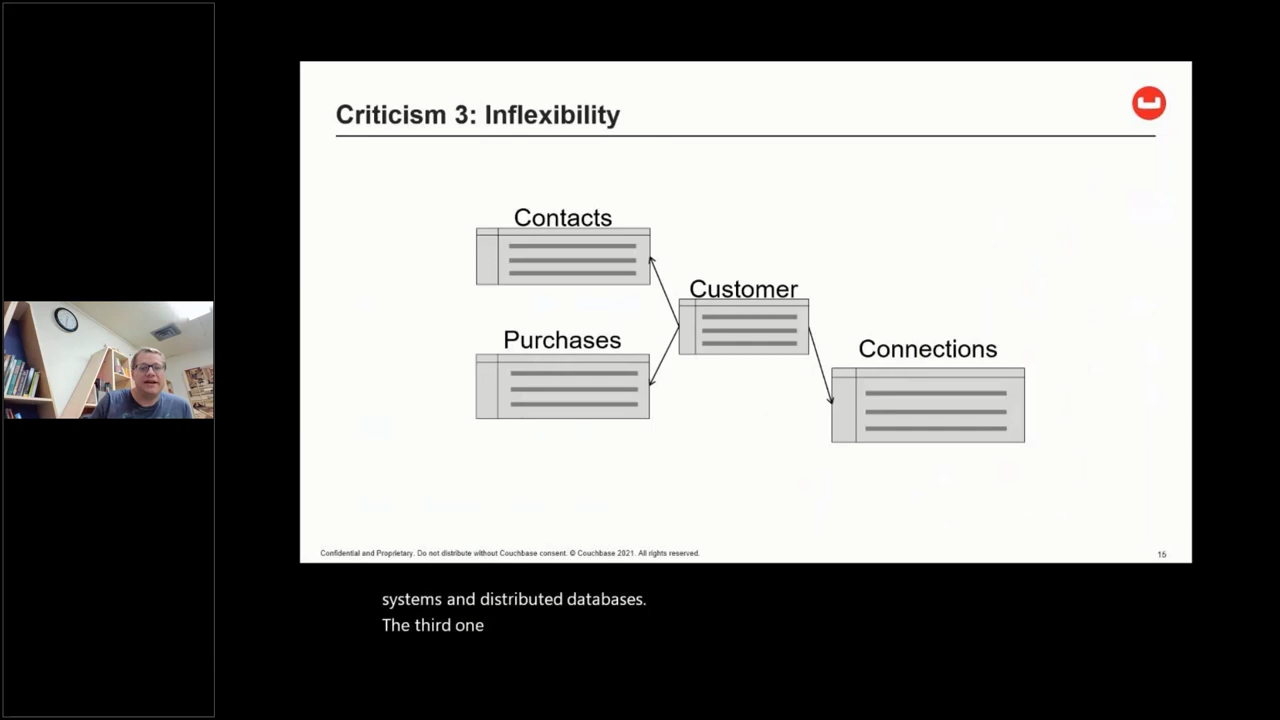 Criticism 3: Inflexibility
Contacts
Customer
Purchases
Connections
Confidential and Proprietary. Do not distribute without Couchbase consent. © Couchbase 2021. All rights reserved.
15
systems and distributed databases.
The third one